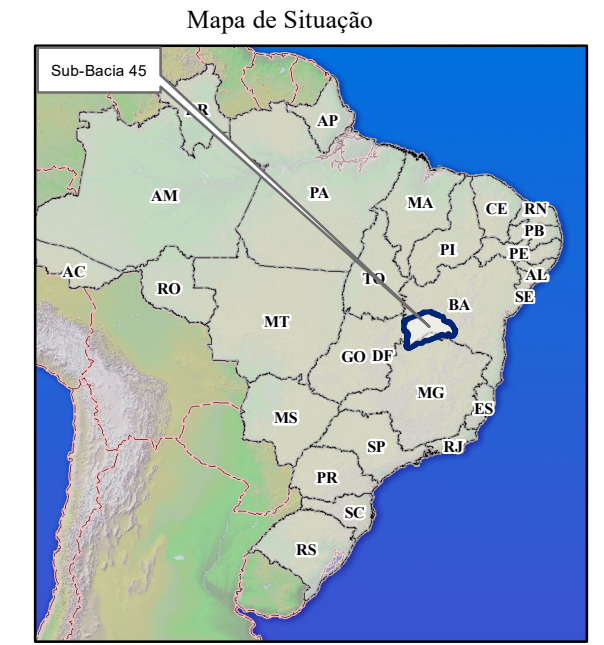 Mapa de Situação
Sub-Bacia 45
AP
AM
PA
MA
CE
RN
PB
PI
PE
AL
SE
AC
RO
TO
BA
MT
GO
DF
MG
ES
MS
SP
RJ
PR
SC
RS